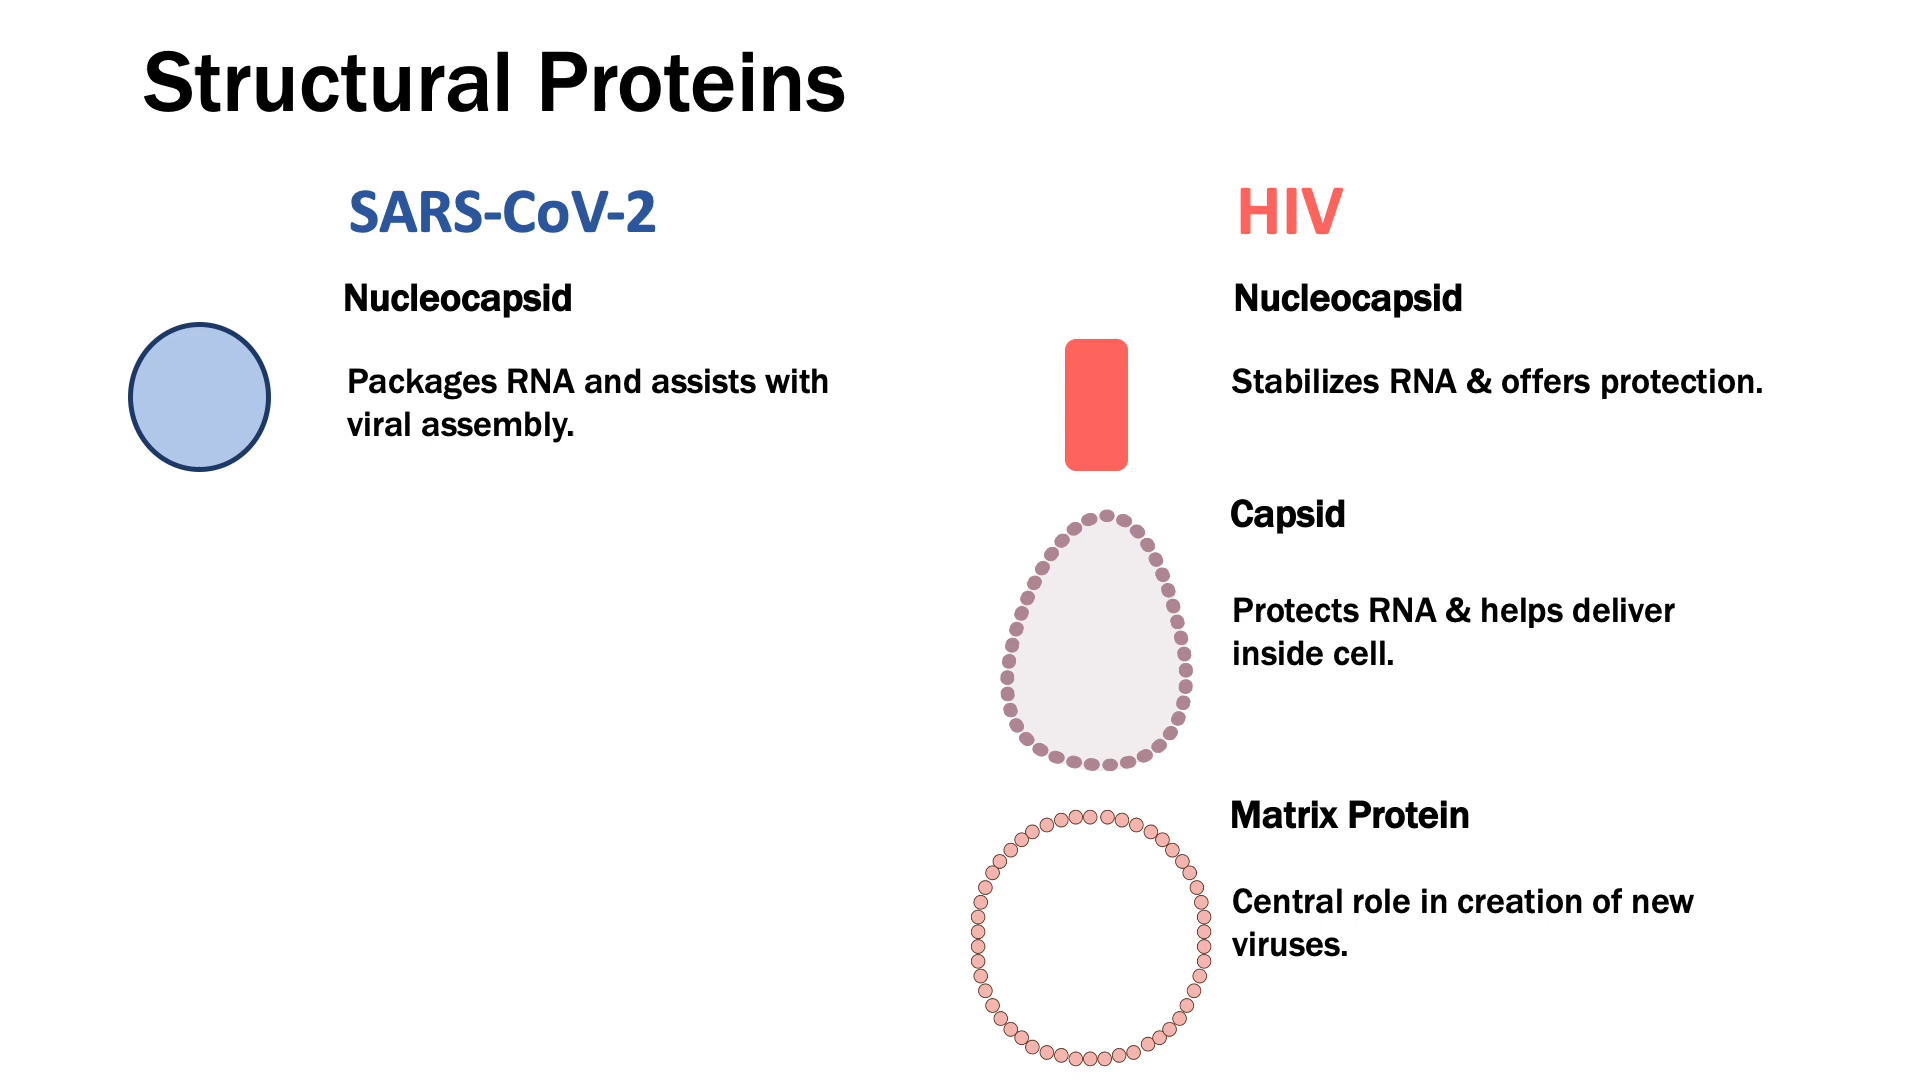 Structural Proteins
SARS-CoV-2
Nucleocapsid
Packages RNA and assists with
viral assembly.
HIV
Nucleocapsid
Stabilizes RNA & offers protection.
Capsid
Protects RNA & helps deliver
inside cell.
Matrix Protein
Central role in creation of new
viruses.